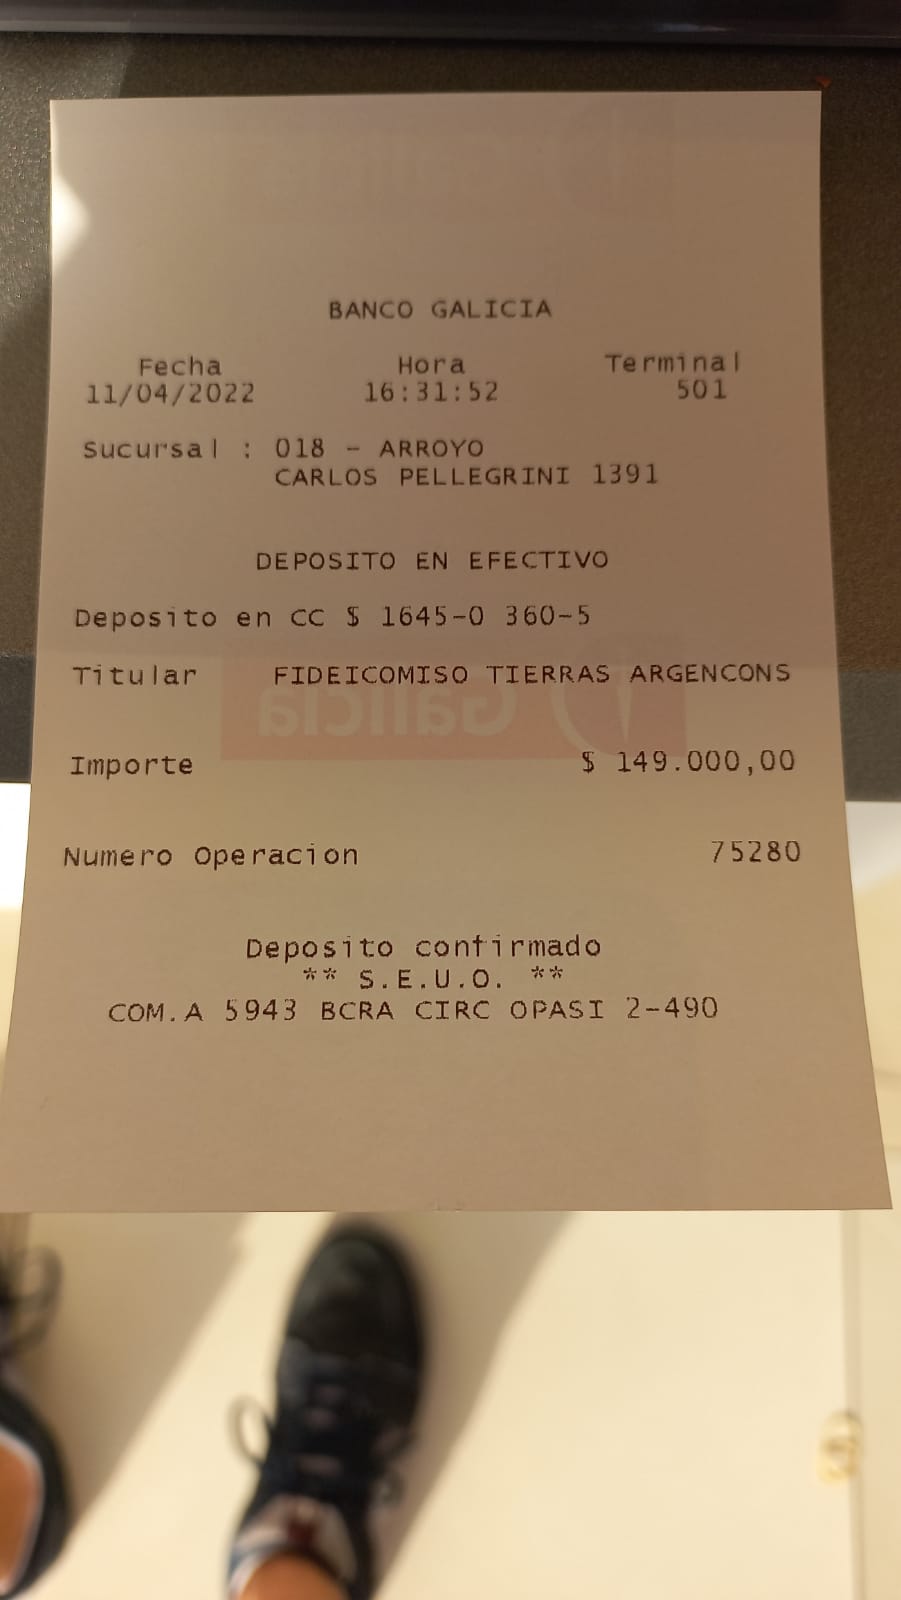 BANCO GALICIA
Fecha Hora Terminal
11/04/2022 16:31:52 501
Sucursal : 018 - ARROYO
CARLOS PELLEGRINI 1391
DEPOSITO EN EFECTIVO
Deposito en CC $ 1645-0 360-5
Titular FIDEICOMISO TIERRAS ARGENCONS
Galicia
Importe $ 149.000,00
Numero Operacion 75280
Deposito confirmado
** S.E.U.O. **
COM.A 5943 BCRA CIRC OPASI 2-490